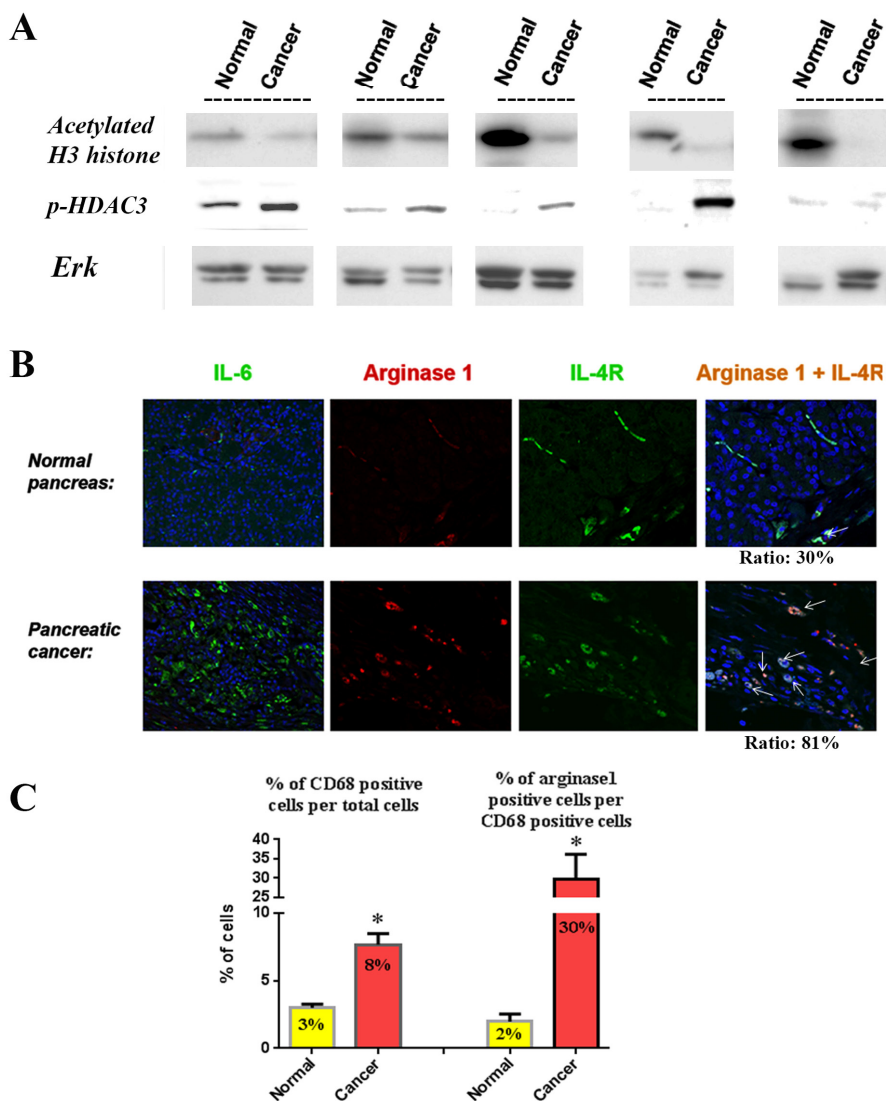 A
Normal Cancer Normal Cancer Normal Cancer Normal Cancer Normal Cancer
Acetylated
H3 histone
p-HDAC3
Erk
B
IL-6 Arginase 1 IL-4R Arginase 1 + IL-4R
Normal
pancreas:
Ratio: 30%
Pancreatic
cancer:
Ratio: 81%
C
% of CD68 positive
cells per total cells
% of arginase1
positive cells per
CD68 positive cells
% of cells
40
35
30
25
10
5
0
*
8%
3%
*
30%
2%
Normal Cancer Normal Cancer